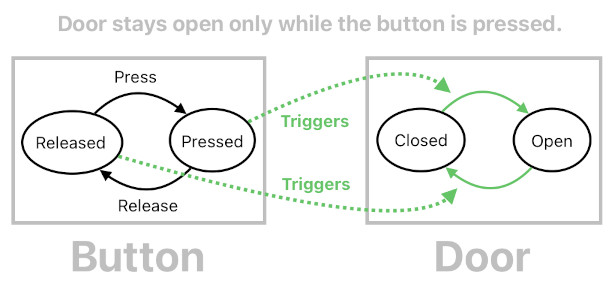 Door stays open only while the button is pressed.
Press
Released
Pressed
Release
Triggers
Triggers
Closed
Open
Button
Door